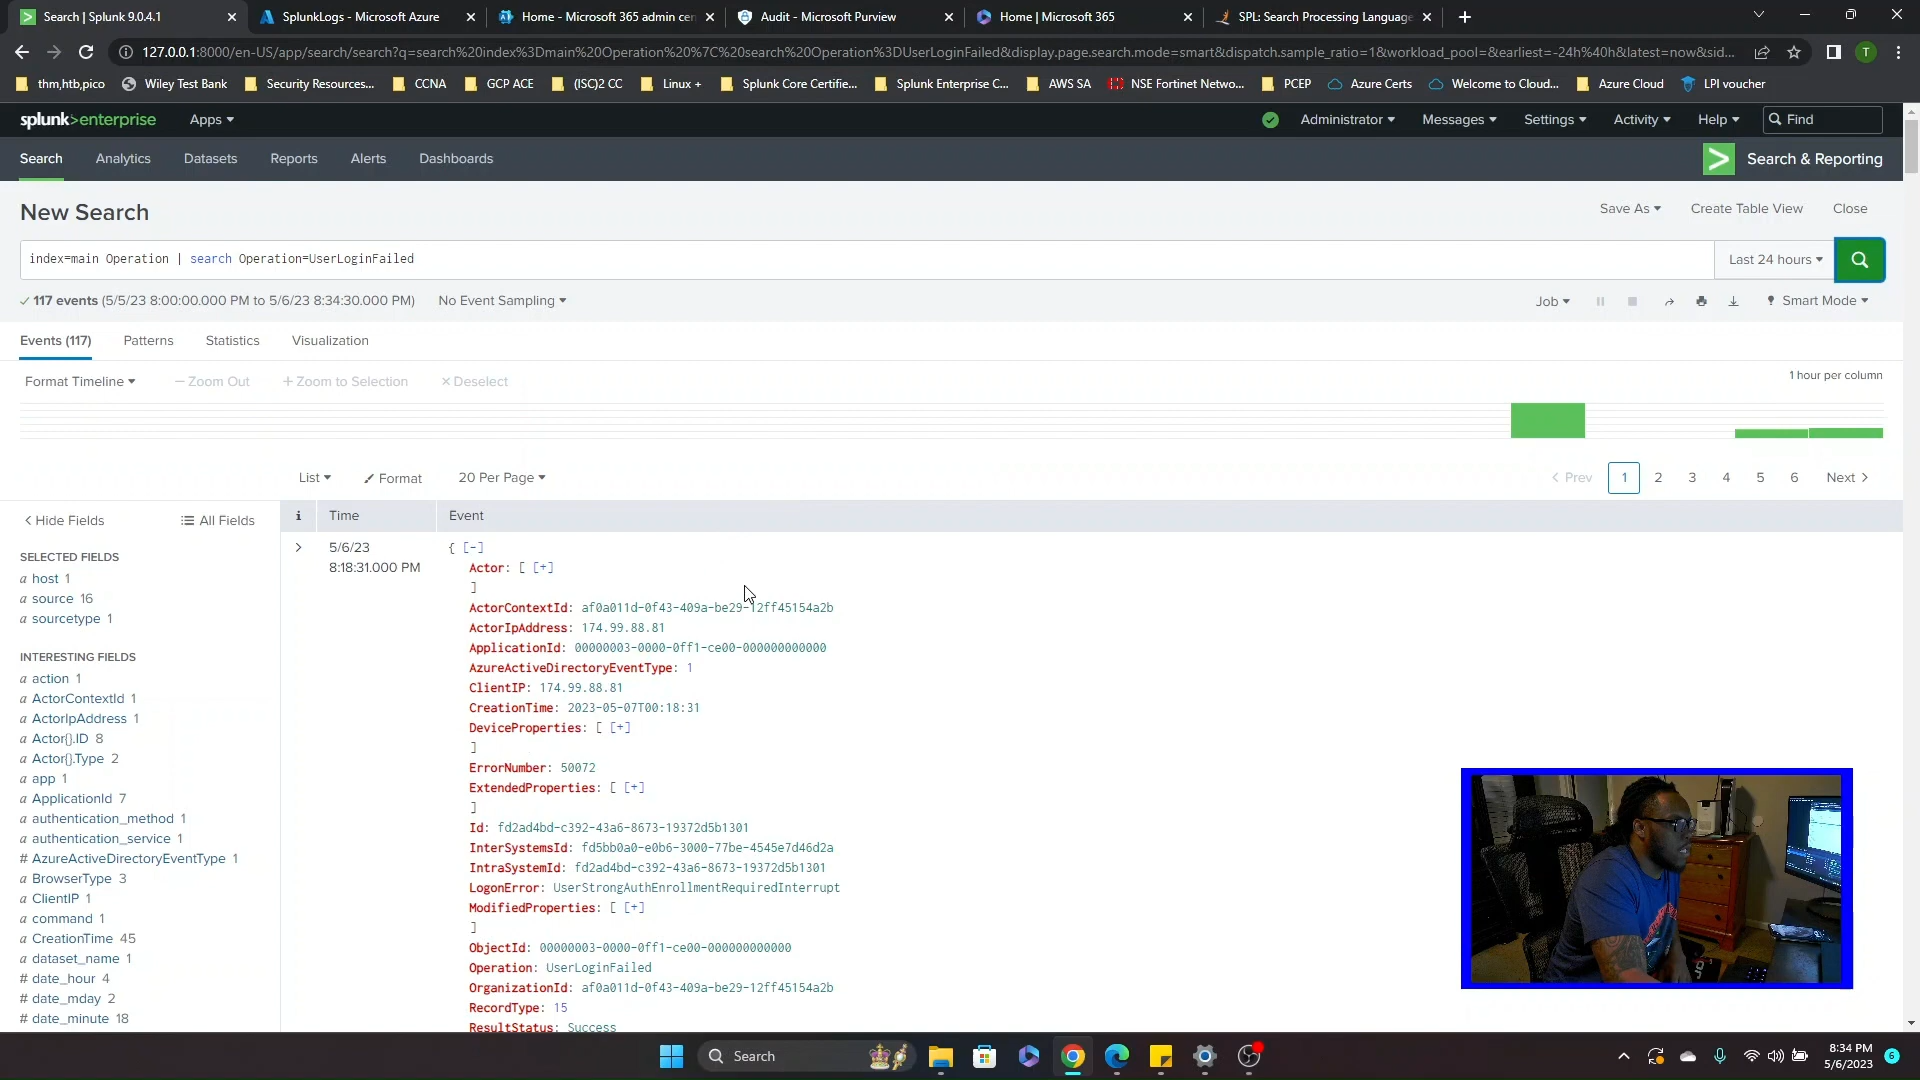 Search | Splunk 9.0.4.1
SplunkLogs - Microsoft Azure
Home - Microsoft 365 admin cen
Audit - Microsoft Purview
Home | Microsoft 365
SPL: Search Processing Language
127.0.0.1:8000/en-US/app/search/search?q=search%20index%3Dmain%20Operation%20%7C%20search%20Operation%3DUserLoginFailed&display.page.search.mode=smart&dispatch.sample_ratio=1&workload_pool=&earliest=-24h%40h&latest=now&sid...
T
thm,htb,pico
Wiley Test Bank
Security Resources...
CCNA
GCP ACE
(ISC)2 CC
Linux +
Splunk Core Certifie...
Splunk Enterprise C...
AWS SA
NSE Fortinet Netwo...
PCEP
Azure Certs
Welcome to Cloud...
Azure Cloud
LPI voucher
splunk>enterprise
Apps
Administrator
Messages
Settings
Activity
Help
Find
Search
Analytics
Datasets
Reports
Alerts
Dashboards
Search & Reporting
New Search
Save As
Create Table View
Close
index=main Operation | search Operation=UserLoginFailed
Last 24 hours
117 events (5/5/23 8:00:00.000 PM to 5/6/23 8:34:30.000 PM)
No Event Sampling
Job
Smart Mode
Events (117)
Patterns
Statistics
Visualization
Format Timeline
— Zoom Out
+ Zoom to Selection
× Deselect
1 hour per column
List
Format
20 Per Page
< Prev
1
2
3
4
5
6
Next >
< Hide Fields
All Fields
i
Time
Event
SELECTED FIELDS
a host 1
a source 16
a sourcetype 1
INTERESTING FIELDS
a action 1
a ActorContextId 1
a ActorIpAddress 1
a Actor{}.ID 8
a Actor{}.Type 2
a app 1
a ApplicationId 7
a authentication_method 1
a authentication_service 1
# AzureActiveDirectoryEventType 1
a BrowserType 3
a ClientIP 1
a command 1
a CreationTime 45
a dataset_name 1
# date_hour 4
# date_mday 2
# date_minute 18
>
5/6/23
8:18:31.000 PM
{ [-]
Actor: [ [+]
]
ActorContextId: af0a011d-0f43-409a-be29-12ff45154a2b
ActorIpAddress: 174.99.88.81
ApplicationId: 00000003-0000-0ff1-ce00-000000000000
AzureActiveDirectoryEventType: 1
ClientIP: 174.99.88.81
CreationTime: 2023-05-07T00:18:31
DeviceProperties: [ [+]
]
ErrorNumber: 50072
ExtendedProperties: [ [+]
]
Id: fd2ad4bd-c392-43a6-8673-19372d5b1301
InterSystemsId: fd5bb0a0-e0b6-3000-77be-4545e7d46d2a
IntraSystemId: fd2ad4bd-c392-43a6-8673-19372d5b1301
LogonError: UserStrongAuthEnrollmentRequiredInterrupt
ModifiedProperties: [ [+]
]
ObjectId: 00000003-0000-0ff1-ce00-000000000000
Operation: UserLoginFailed
OrganizationId: af0a011d-0f43-409a-be29-12ff45154a2b
RecordType: 15
ResultStatus: Success
Search
8:34 PM
5/6/2023
6